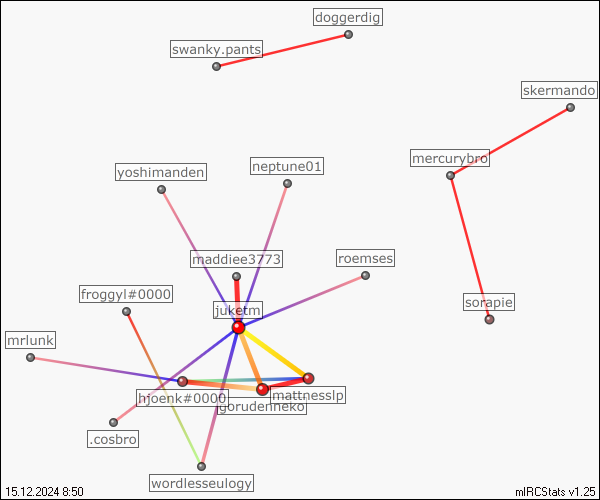 doggerdig
swanky.pants
skermando
mercurybro
yoshimanden
neptune01
maddiee3773
roemses
froggyl#0000
juketm
sorapie
mrlunk
hjoenk#0000
mattnesslp
gorudenneko
.cosbro
wordlesseulogy
15.12.2024 8:50
mIRCStats v1.25